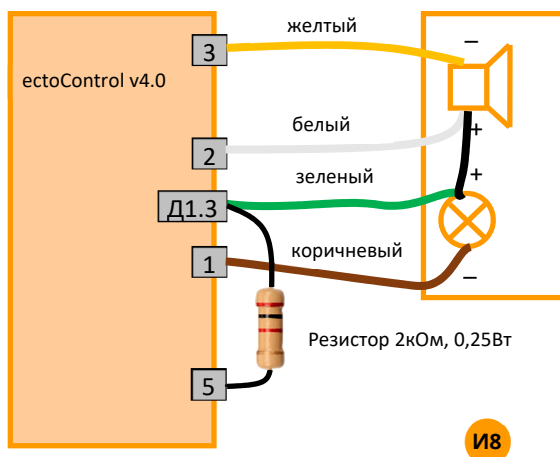 желтый
3
–
ectoControl v4.0
белый
2
+
зеленый
+
Д1.3
коричневый
1
–
Резистор 2кОм, 0,25Вт
5
И8